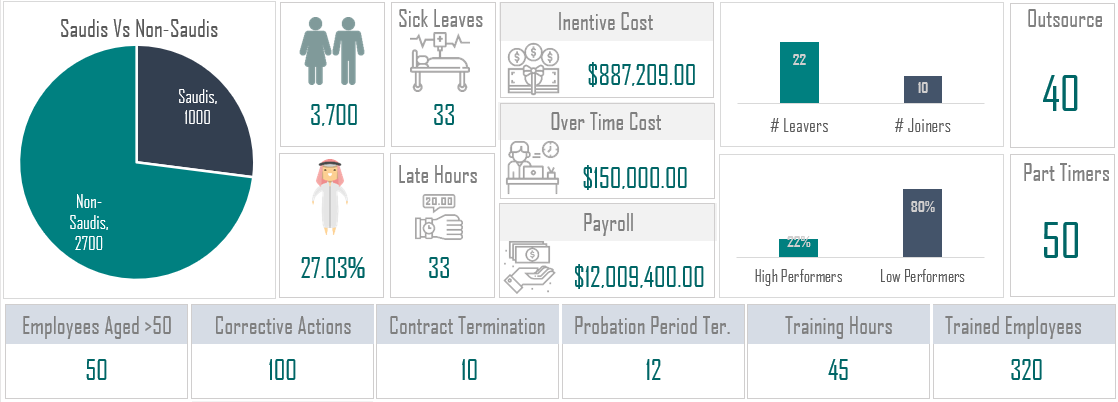 Saudis Vs Non-Saudis
Saudis,
1000
Non-
Saudis,
2700
3,700
27.03%
Sick Leaves
33
Late Hours
20.00
33
Inentive Cost
$887,209.00
Over Time Cost
$150,000.00
Payroll
$12,009,400.00
22
10
# Leavers
# Joiners
22%
80%
High Performers
Low Performers
Outsource
40
Part Timers
50
Employees Aged >50
50
Corrective Actions
100
Contract Termination
10
Probation Period Ter.
12
Training Hours
45
Trained Employees
320